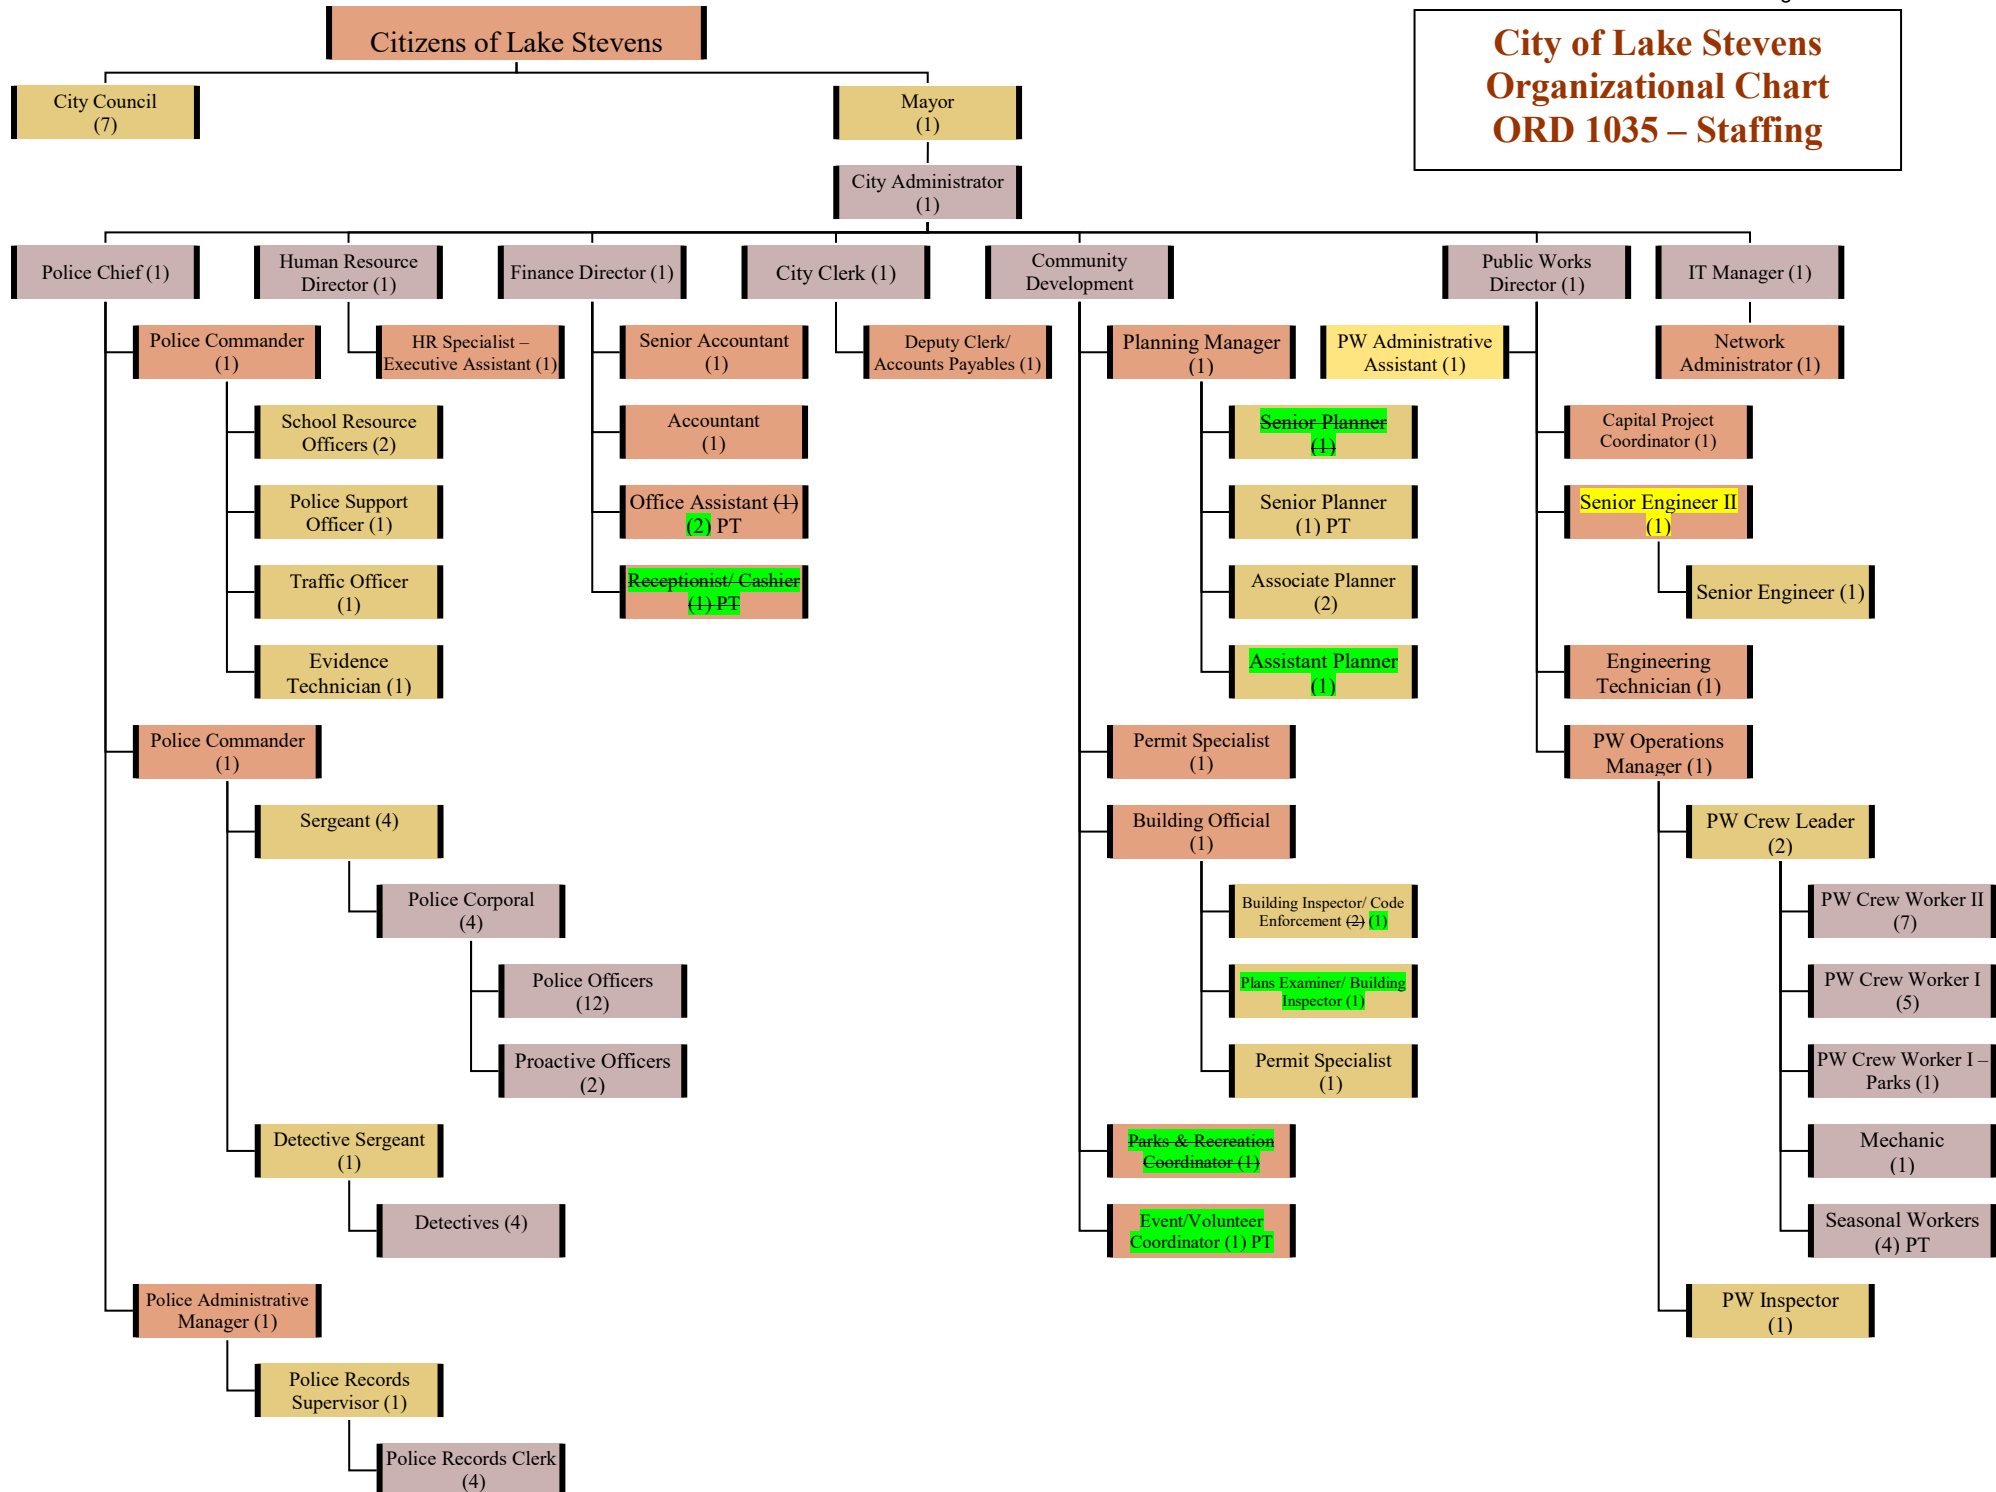 Citizens of Lake Stevens
City of Lake Stevens
Organizational Chart
ORD 1035 – Staffing
City Council
(7)
Mayor
(1)
City Administrator
(1)
Police Chief (1)
Human Resource
Director (1)
Finance Director (1)
City Clerk (1)
Community
Development
Public Works
Director (1)
IT Manager (1)
Police Commander
(1)
HR Specialist –
Executive Assistant (1)
Senior Accountant
(1)
Deputy Clerk/
Accounts Payables (1)
Planning Manager
(1)
PW Administrative
Assistant (1)
Network
Administrator (1)
School Resource
Officers (2)
Accountant
(1)
Senior Planner
(1)
Capital Project
Coordinator (1)
Police Support
Officer (1)
Office Assistant (1)
(2) PT
Senior Planner
(1) PT
Senior Engineer II
(1)
Traffic Officer
(1)
Receptionist/ Cashier
(1) PT
Associate Planner
(2)
Senior Engineer (1)
Evidence
Technician (1)
Assistant Planner
(1)
Engineering
Technician (1)
Police Commander
(1)
Permit Specialist
(1)
PW Operations
Manager (1)
Sergeant (4)
Building Official
(1)
PW Crew Leader
(2)
Police Corporal
(4)
Building Inspector/ Code
Enforcement (2) (1)
PW Crew Worker II
(7)
Police Officers
(12)
Plans Examiner/ Building
Inspector (1)
PW Crew Worker I
(5)
Proactive Officers
(2)
Permit Specialist
(1)
PW Crew Worker I –
Parks (1)
Detective Sergeant
(1)
Parks & Recreation
Coordinator (1)
Mechanic
(1)
Detectives (4)
Event/Volunteer
Coordinator (1) PT
Seasonal Workers
(4) PT
Police Administrative
Manager (1)
PW Inspector
(1)
Police Records
Supervisor (1)
Police Records Clerk
(4)